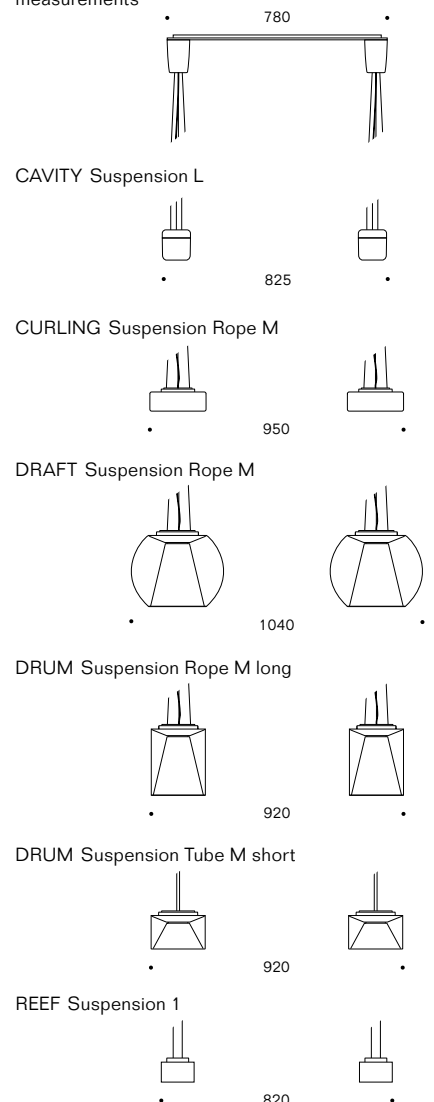 measurements
780
CAVITY Suspension L
825
CURLING Suspension Rope M
950
DRAFT Suspension Rope M
1040
DRUM Suspension Rope M long
920
DRUM Suspension Tube M short
920
REEF Suspension 1
820